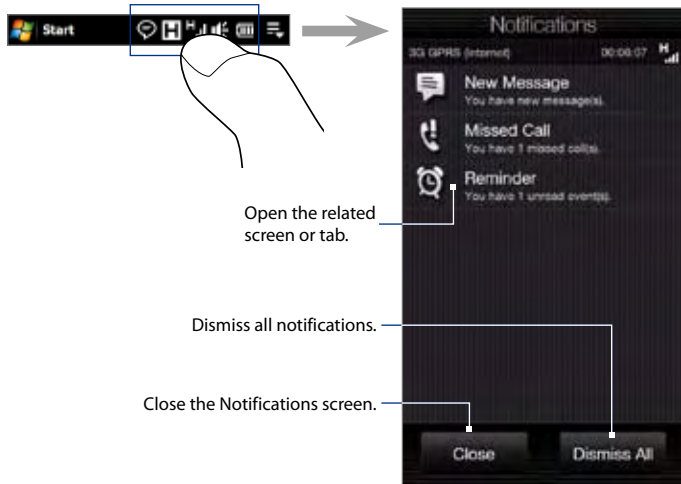 Start
Notifications
3G GPRS (Internet) 00:08:07 H
New Message
You have new message(s).
Missed Call
You have 1 missed call(s).
Reminder
You have 1 unread event(s).
Open the related
screen or tab.
Dismiss all notifications.
Close the Notifications screen.
Close Dismiss All